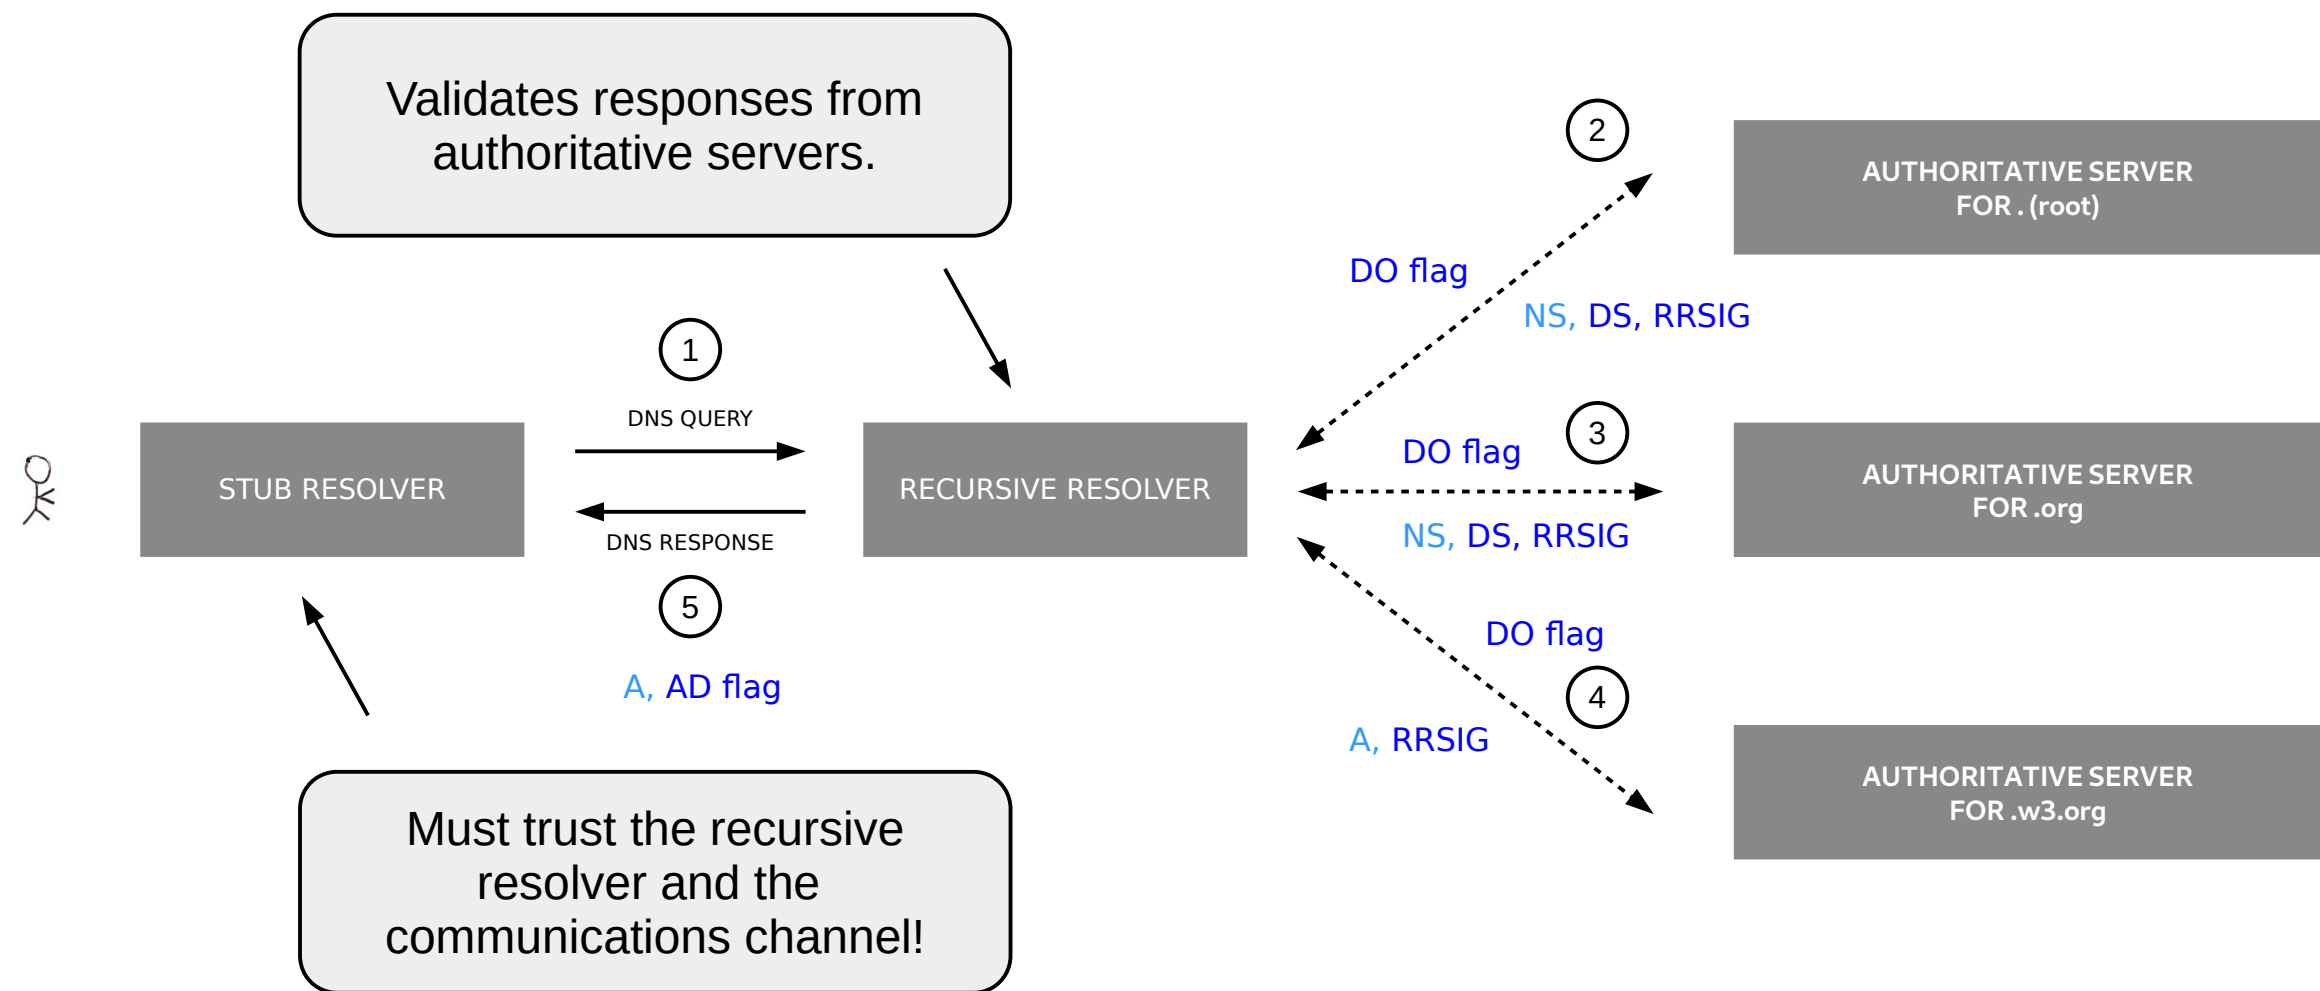 Validates responses from
authoritative servers.
2
AUTHORITATIVE SERVER
FOR . (root)
DO flag
NS, DS, RRSIG
1
DNS QUERY
STUB RESOLVER
RECURSIVE RESOLVER
DNS RESPONSE
5
A, AD flag
3
DO flag
NS, DS, RRSIG
AUTHORITATIVE SERVER
FOR .org
DO flag
4
A, RRSIG
AUTHORITATIVE SERVER
FOR .w3.org
Must trust the recursive
resolver and the
communications channel!